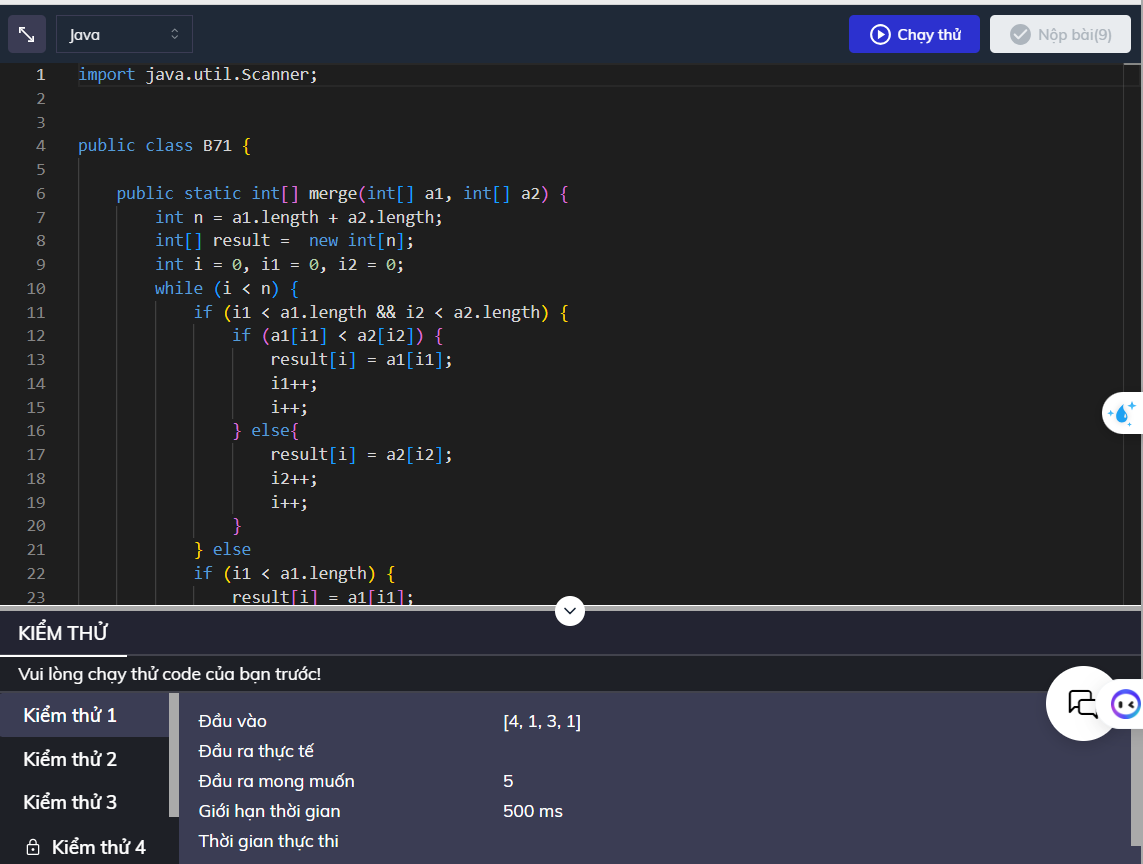 Java
Chạy thử
Nộp bài(9)
1 import java.util.Scanner;
2
3
4 public class B71 {
5
6 public static int[] merge(int[] a1, int[] a2) {
7 int n = a1.length + a2.length;
8 int[] result =  new int[n];
9 int i = 0, i1 = 0, i2 = 0;
10 while (i < n) {
11 if (i1 < a1.length && i2 < a2.length) {
12 if (a1[i1] < a2[i2]) {
13 result[i] = a1[i1];
14 i1++;
15 i++;
16 } else{
17 result[i] = a2[i2];
18 i2++;
19 i++;
20 }
21 } else
22 if (i1 < a1.length) {
23 result[i] = a1[i1];
KIỂM THỬ
Vui lòng chạy thử code của bạn trước!
Kiểm thử 1
Kiểm thử 2
Kiểm thử 3
Kiểm thử 4
Đầu vào [4, 1, 3, 1]
Đầu ra thực tế
Đầu ra mong muốn 5
Giới hạn thời gian 500 ms
Thời gian thực thi